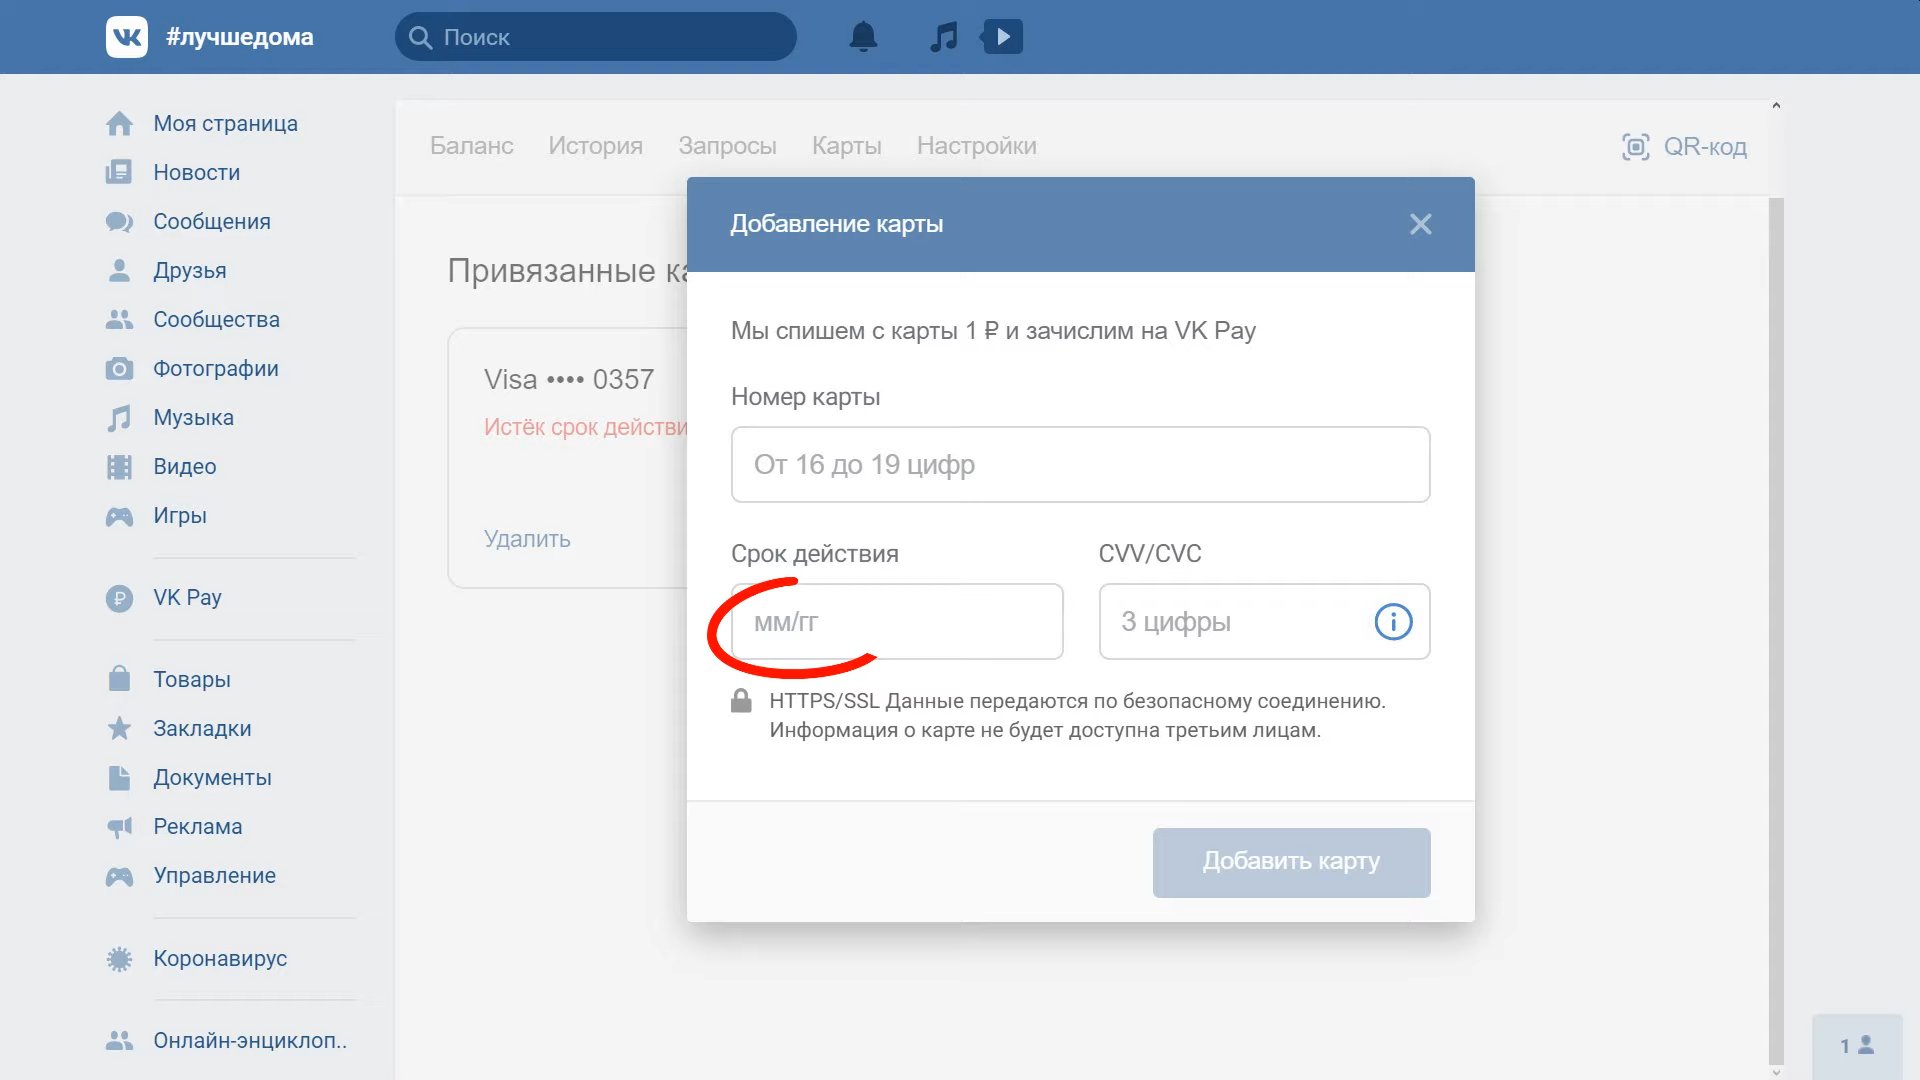 #лучшедома
Поиск
Моя страница
Новости
Сообщения
Друзья
Сообщества
Фотографии
Музыка
Видео
Игры
VK Pay
Товары
Закладки
Документы
Реклама
Управление
Коронавирус
Онлайн-энциклоп..
Баланс История Запросы Карты Настройки
QR-код
Привязанные ка
Visa •••• 0357
Истёк срок действи
Удалить
Добавление карты
Мы спишем с карты 1 ₽ и зачислим на VK Pay
Номер карты
От 16 до 19 цифр
Срок действия CVV/CVC
мм/гг 3 цифры
HTTPS/SSL Данные передаются по безопасному соединению.
Информация о карте не будет доступна третьим лицам.
Добавить карту
1